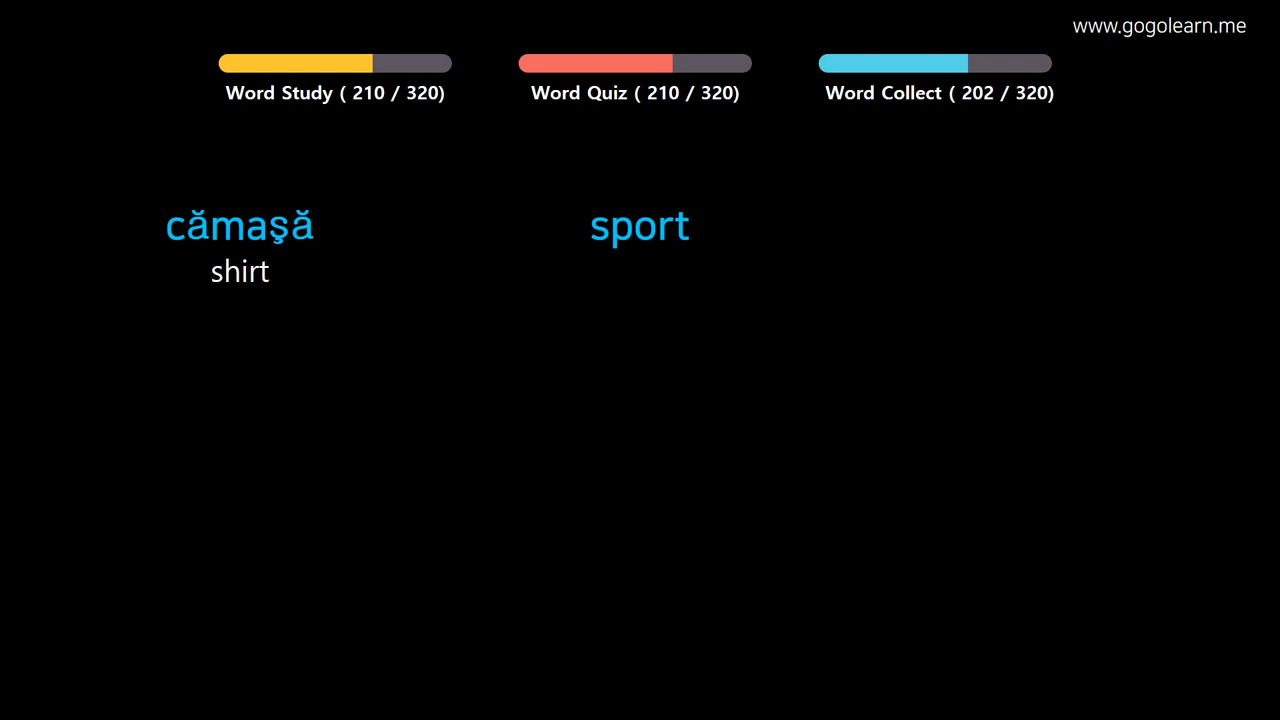 www.gogolearn.me
Word Study ( 210 / 320)
Word Quiz ( 210 / 320)
Word Collect ( 202 / 320)
cămaşă
shirt
sport